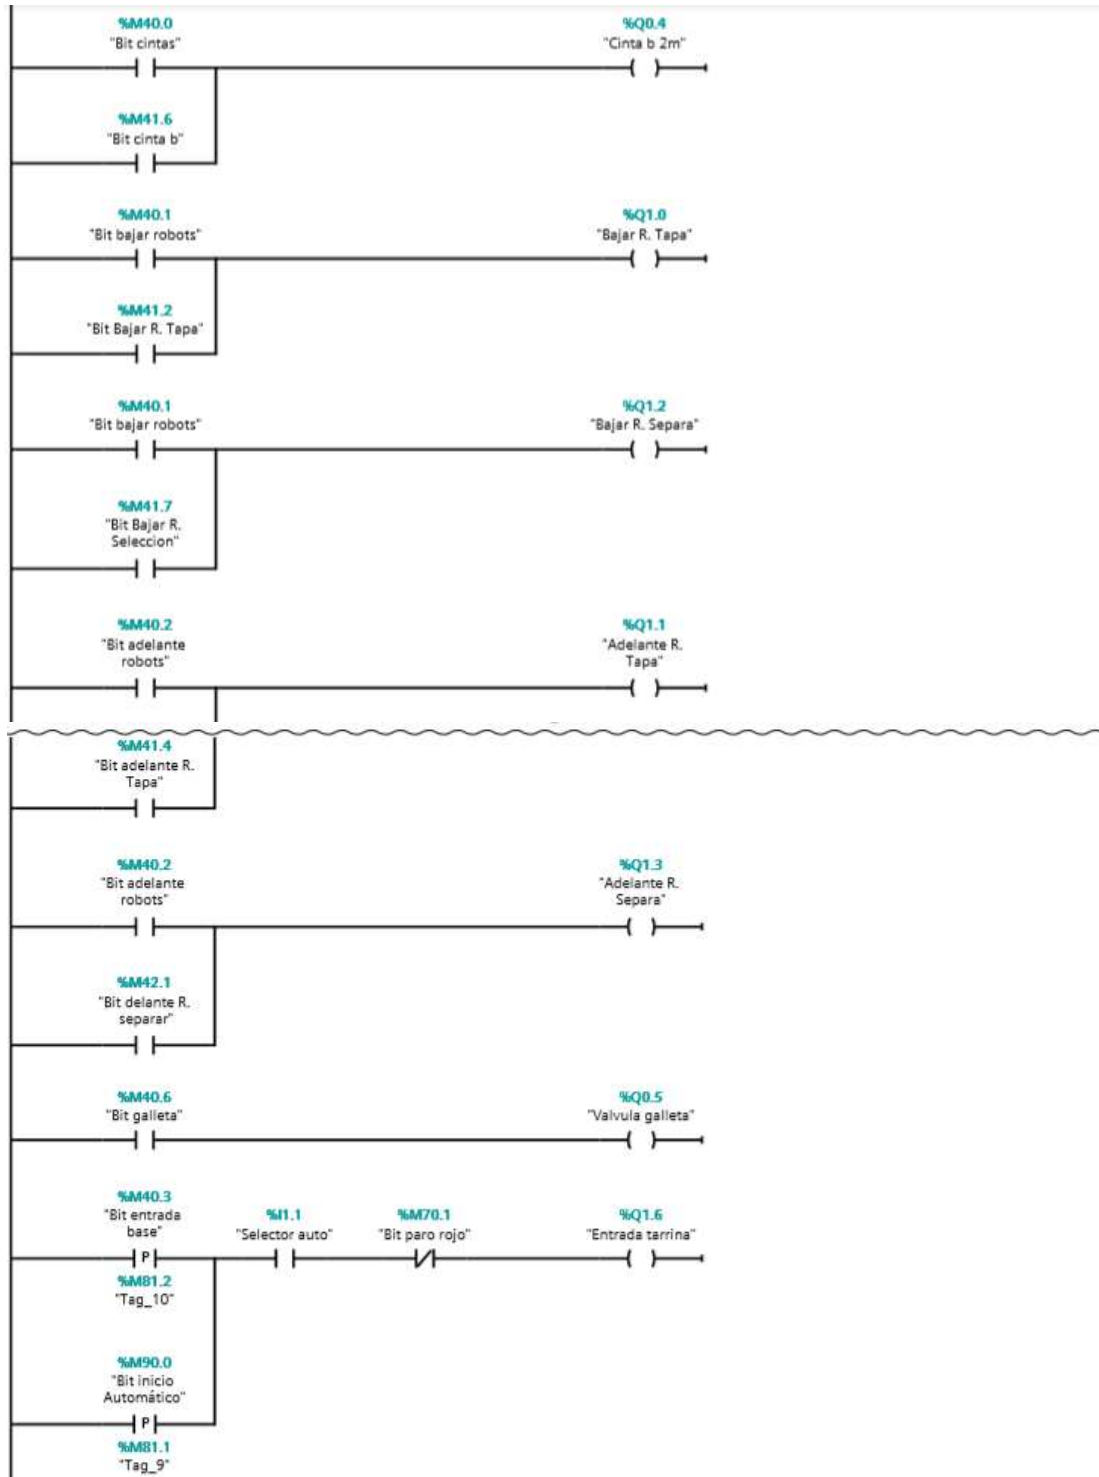 %M40.0
"Bit cintas"
%Q0.4
"Cinta b 2m"
%M41.6
"Bit cinta b"
%M40.1
"Bit bajar robots"
%Q1.0
"Bajar R. Tapa"
%M41.2
"Bit Bajar R. Tapa"
%M40.1
"Bit bajar robots"
%Q1.2
"Bajar R. Separa"
%M41.7
"Bit Bajar R.
Seleccion"
%M40.2
"Bit adelante
robots"
%Q1.1
"Adelante R.
Tapa"
%M41.4
"Bit adelante R.
Tapa"
%M40.2
"Bit adelante
robots"
%Q1.3
"Adelante R.
Separa"
%M42.1
"Bit delante R.
separar"
%M40.6
"Bit galleta"
%Q0.5
"Valvula galleta"
%M40.3
"Bit entrada
base"
P
%M81.2
"Tag_10"
%I1.1
"Selector auto"
%M70.1
"Bit paro rojo"
%Q1.6
"Entrada tarrina"
%M90.0
"Bit inicio
Automático"
P
%M81.1
"Tag_9"